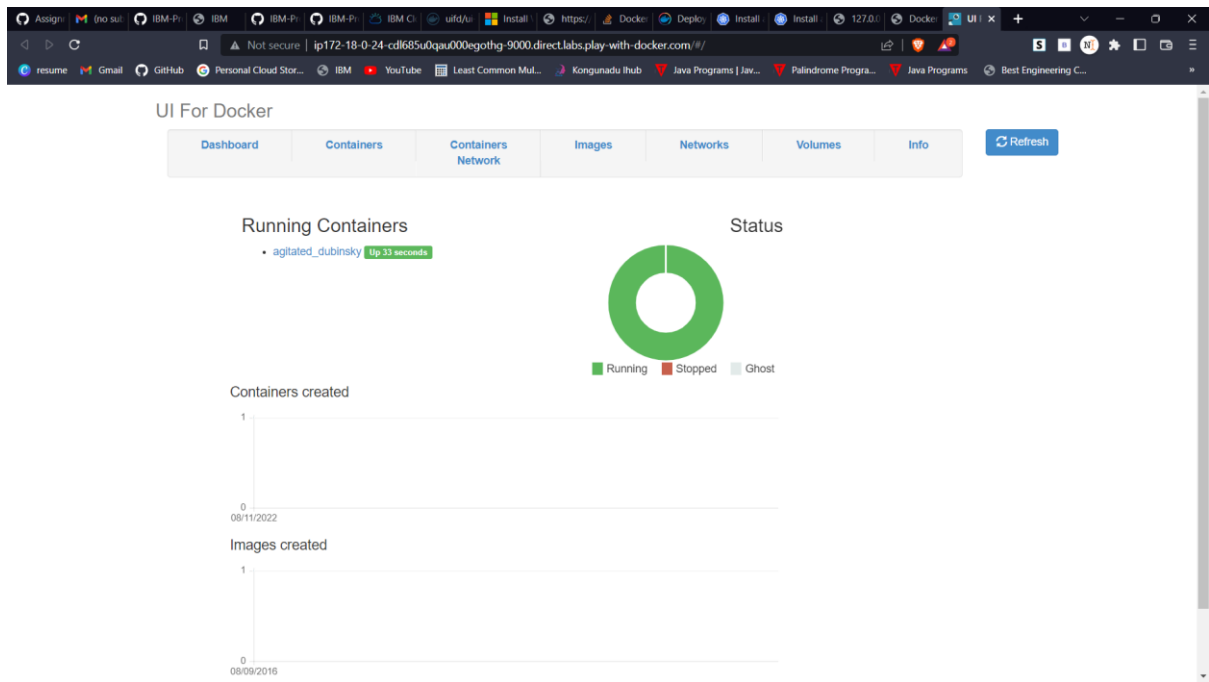 Assignr
(no sub
IBM-Pr
IBM
IBM-Pr
IBM-Pr
IBM Cl
uifd/ui
Install
https:/
Docker
Deploy
Install
Install
127.0.0
Docker
UI
Not secure | ip172-18-0-24-cdl685u0qau000egothg-9000.direct.labs.play-with-docker.com/#/
resume
Gmail
GitHub
Personal Cloud Stor...
IBM
YouTube
Least Common Mul...
Kongunadu Ihub
Java Programs | Jav...
Palindrome Progra...
Java Programs
Best Engineering C...
»
UI For Docker
Dashboard
Containers
Containers
Network
Images
Networks
Volumes
Info
Refresh
Running Containers
Status
agitated_dubinsky Up 33 seconds
Running
Stopped
Ghost
Containers created
1
0
08/11/2022
Images created
1
0
08/09/2016